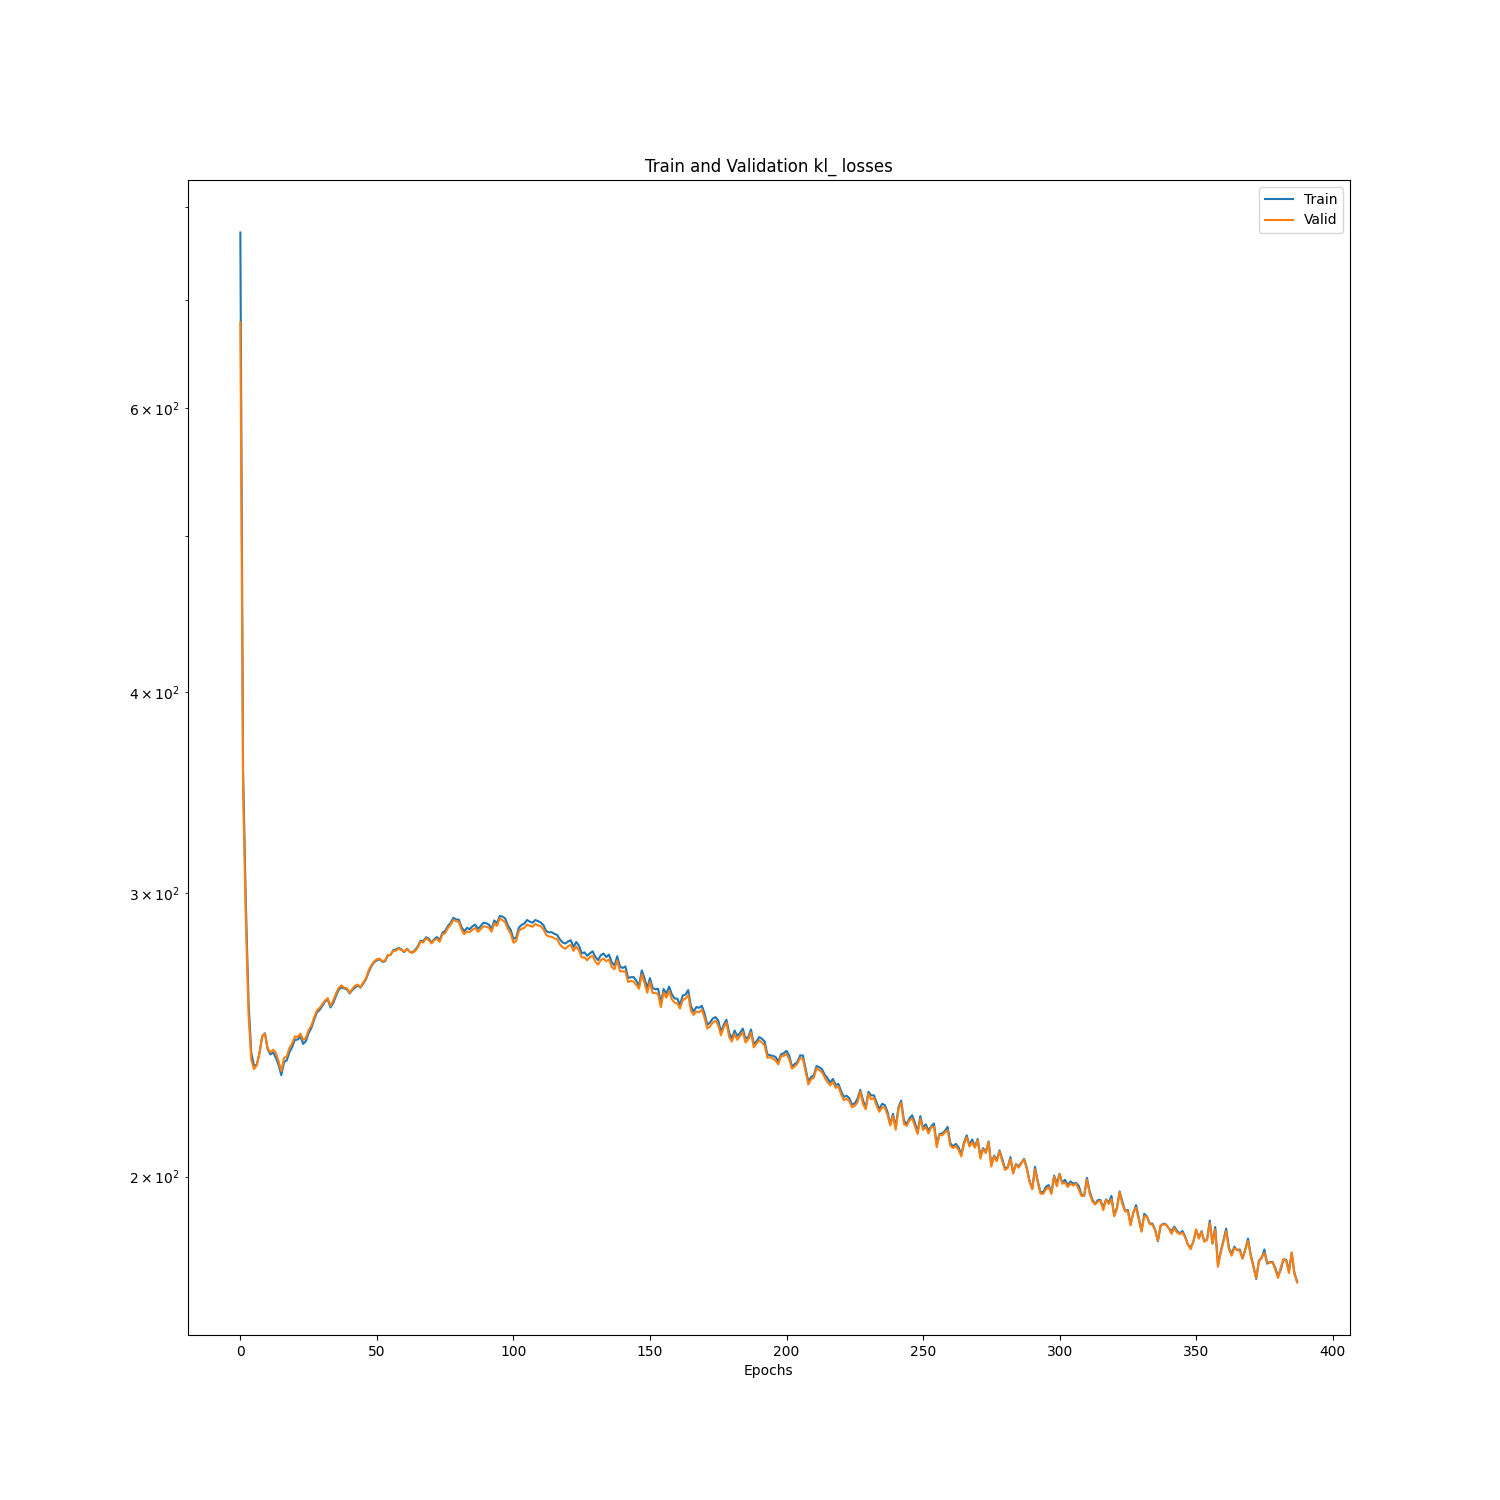 Train and Validation kl_ losses
Train
Valid
6 × 10²
4 × 10²
3 × 10²
2 × 10²
0 50 100 150 200 250 300 350 400
Epochs